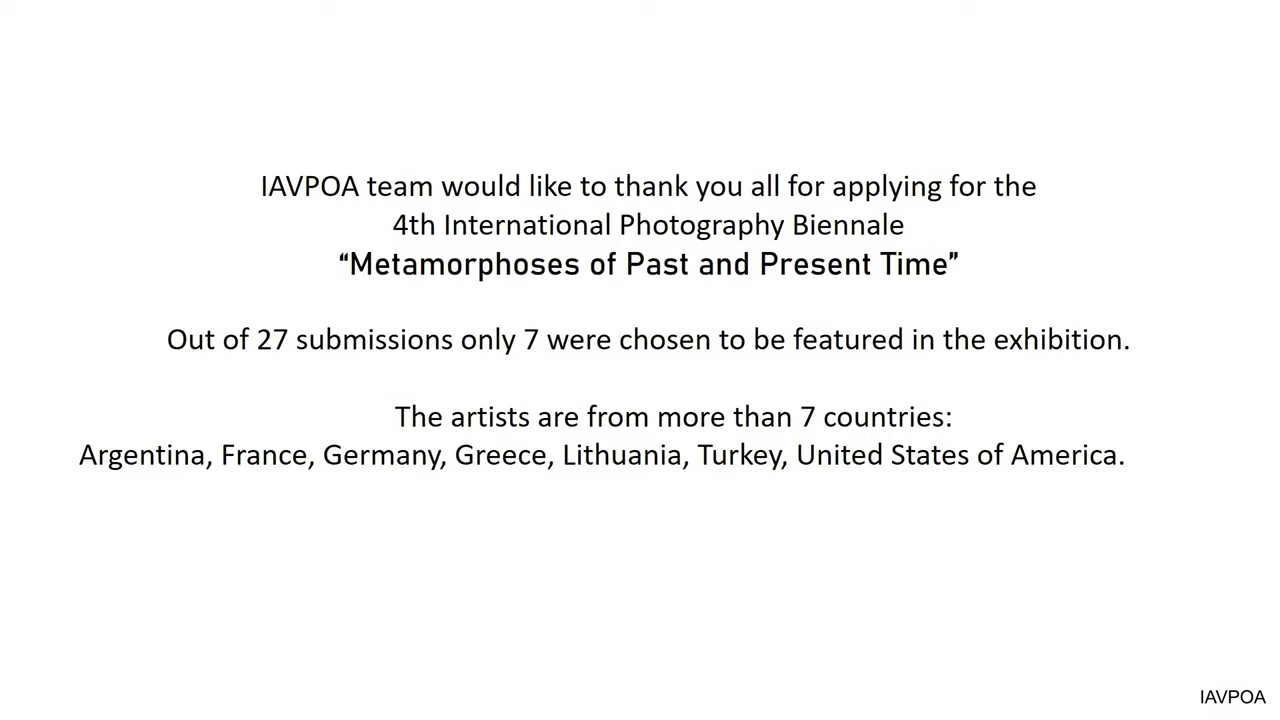 IAVPOA team would like to thank you all for applying for the
4th International Photography Biennale
“Metamorphoses of Past and Present Time”
Out of 27 submissions only 7 were chosen to be featured in the exhibition.
The artists are from more than 7 countries:
Argentina, France, Germany, Greece, Lithuania, Turkey, United States of America.
IAVPOA